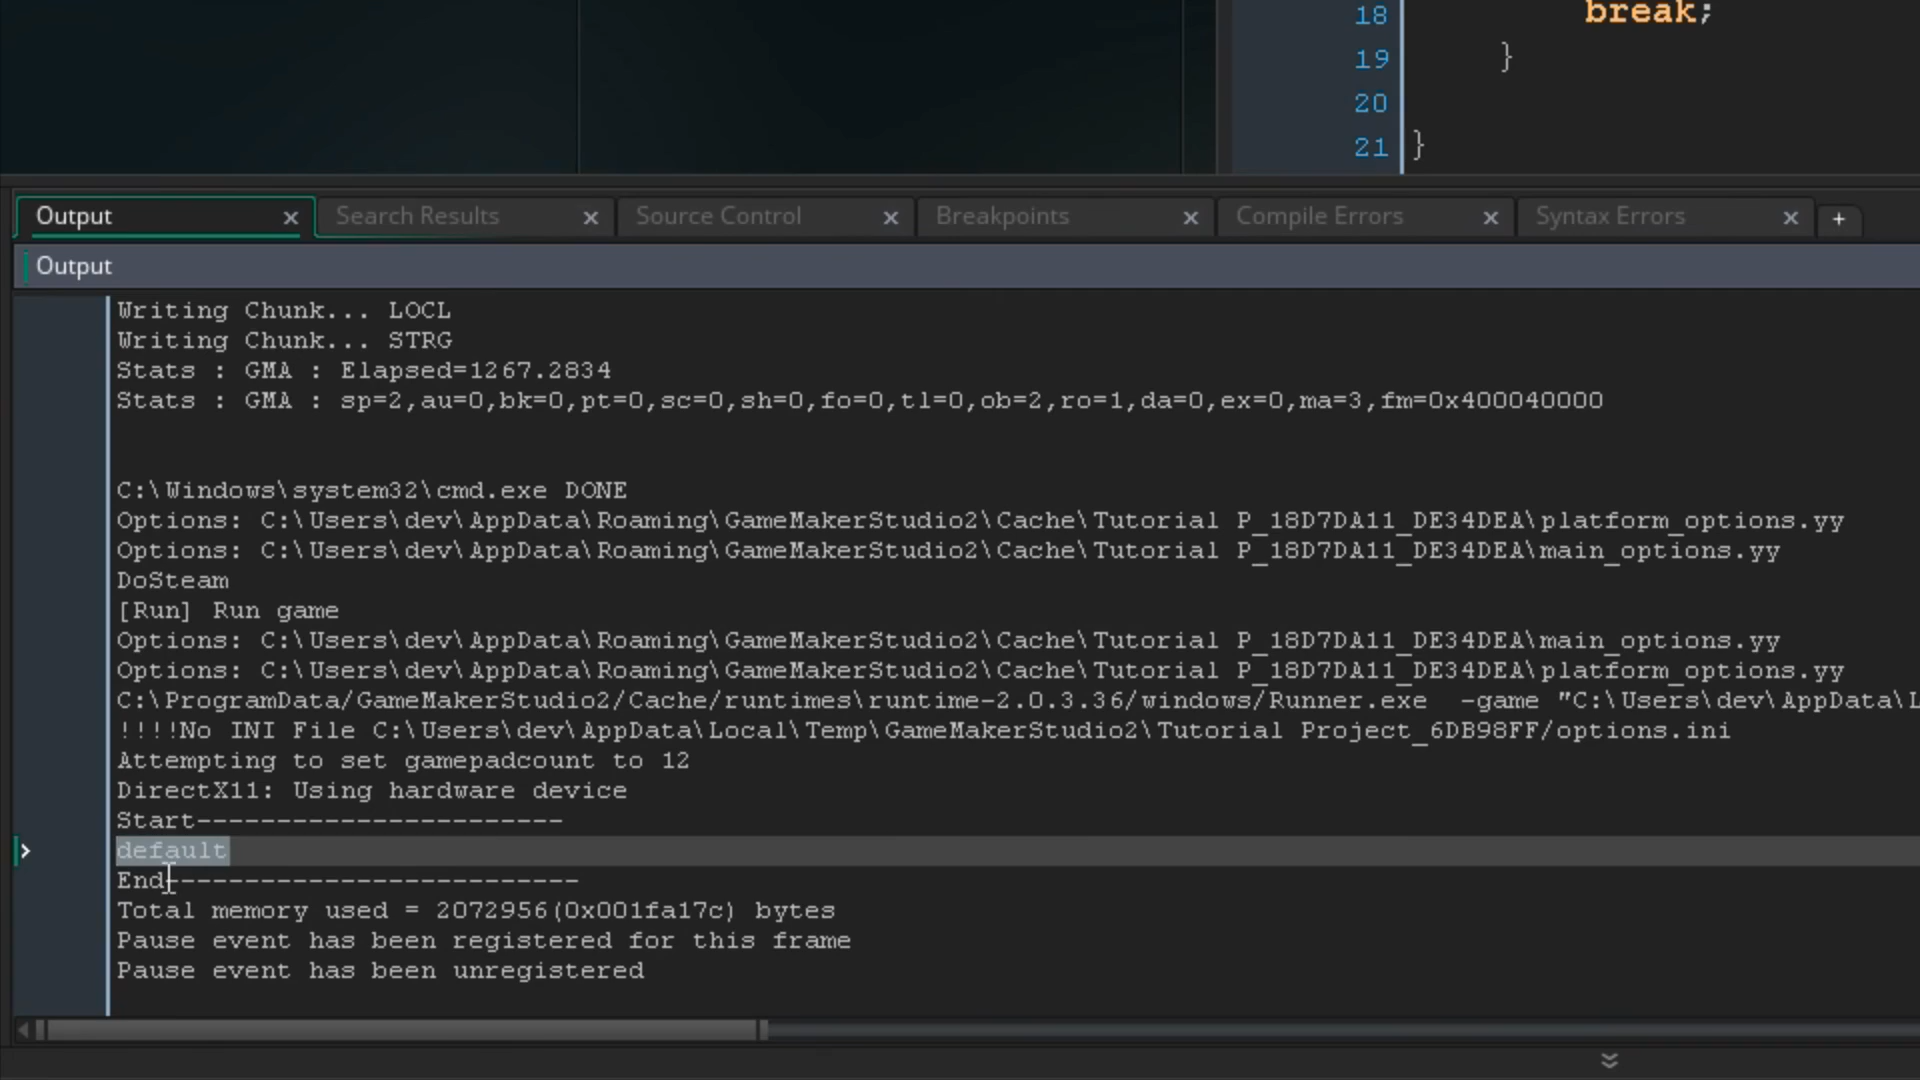 18 break;
19 }
20
21 }
Output Search Results Source Control Breakpoints Compile Errors Syntax Errors +
Output
Writing Chunk... LOCL
Writing Chunk... STRG
Stats : GMA : Elapsed=1267.2834
Stats : GMA : sp=2,au=0,bk=0,pt=0,sc=0,sh=0,fo=0,tl=0,ob=2,ro=1,da=0,ex=0,ma=3,fm=0x400040000
C:\Windows\system32\cmd.exe DONE
Options: C:\Users\dev\AppData\Roaming\GameMakerStudio2\Cache\Tutorial P_18D7DA11_DE34DEA\platform_options.yy
Options: C:\Users\dev\AppData\Roaming\GameMakerStudio2\Cache\Tutorial P_18D7DA11_DE34DEA\main_options.yy
DoSteam
[Run] Run game
Options: C:\Users\dev\AppData\Roaming\GameMakerStudio2\Cache\Tutorial P_18D7DA11_DE34DEA\main_options.yy
Options: C:\Users\dev\AppData\Roaming\GameMakerStudio2\Cache\Tutorial P_18D7DA11_DE34DEA\platform_options.yy
C:\ProgramData/GameMakerStudio2/Cache/runtimes\runtime-2.0.3.36/windows/Runner.exe -game "C:\Users\dev\AppData\L
!!!!No INI File C:\Users\dev\AppData\Local\Temp\GameMakerStudio2\Tutorial Project_6DB98FF/options.ini
Attempting to set gamepadcount to 12
DirectX11: Using hardware device
Start-----------------------
default
End--------------------------
Total memory used = 2072956(0x001fa17c) bytes
Pause event has been registered for this frame
Pause event has been unregistered